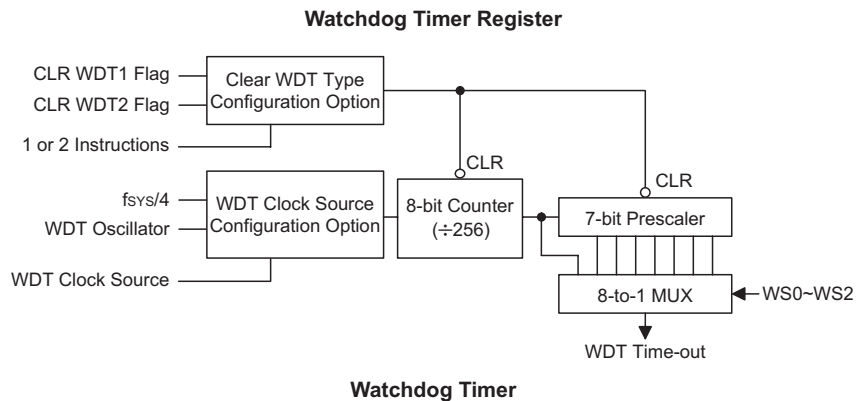 Watchdog Timer Register
CLR WDT1 Flag
CLR WDT2 Flag
1 or 2 Instructions
Clear WDT Type
Configuration Option
CLR
CLR
fSYS/4
WDT Oscillator
WDT Clock Source
WDT Clock Source
Configuration Option
8-bit Counter
(÷256)
7-bit Prescaler
8-to-1 MUX
WS0~WS2
WDT Time-out
Watchdog Timer